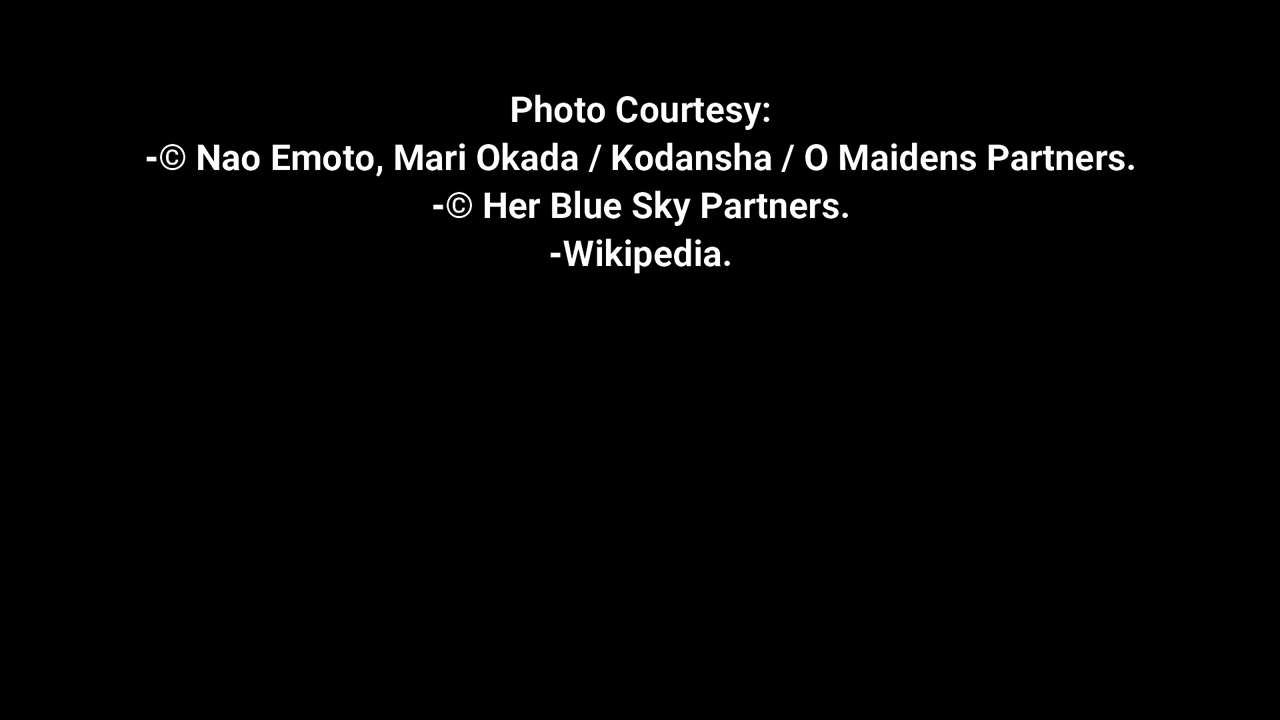 Photo Courtesy:
-© Nao Emoto, Mari Okada / Kodansha / O Maidens Partners.
-© Her Blue Sky Partners.
-Wikipedia.